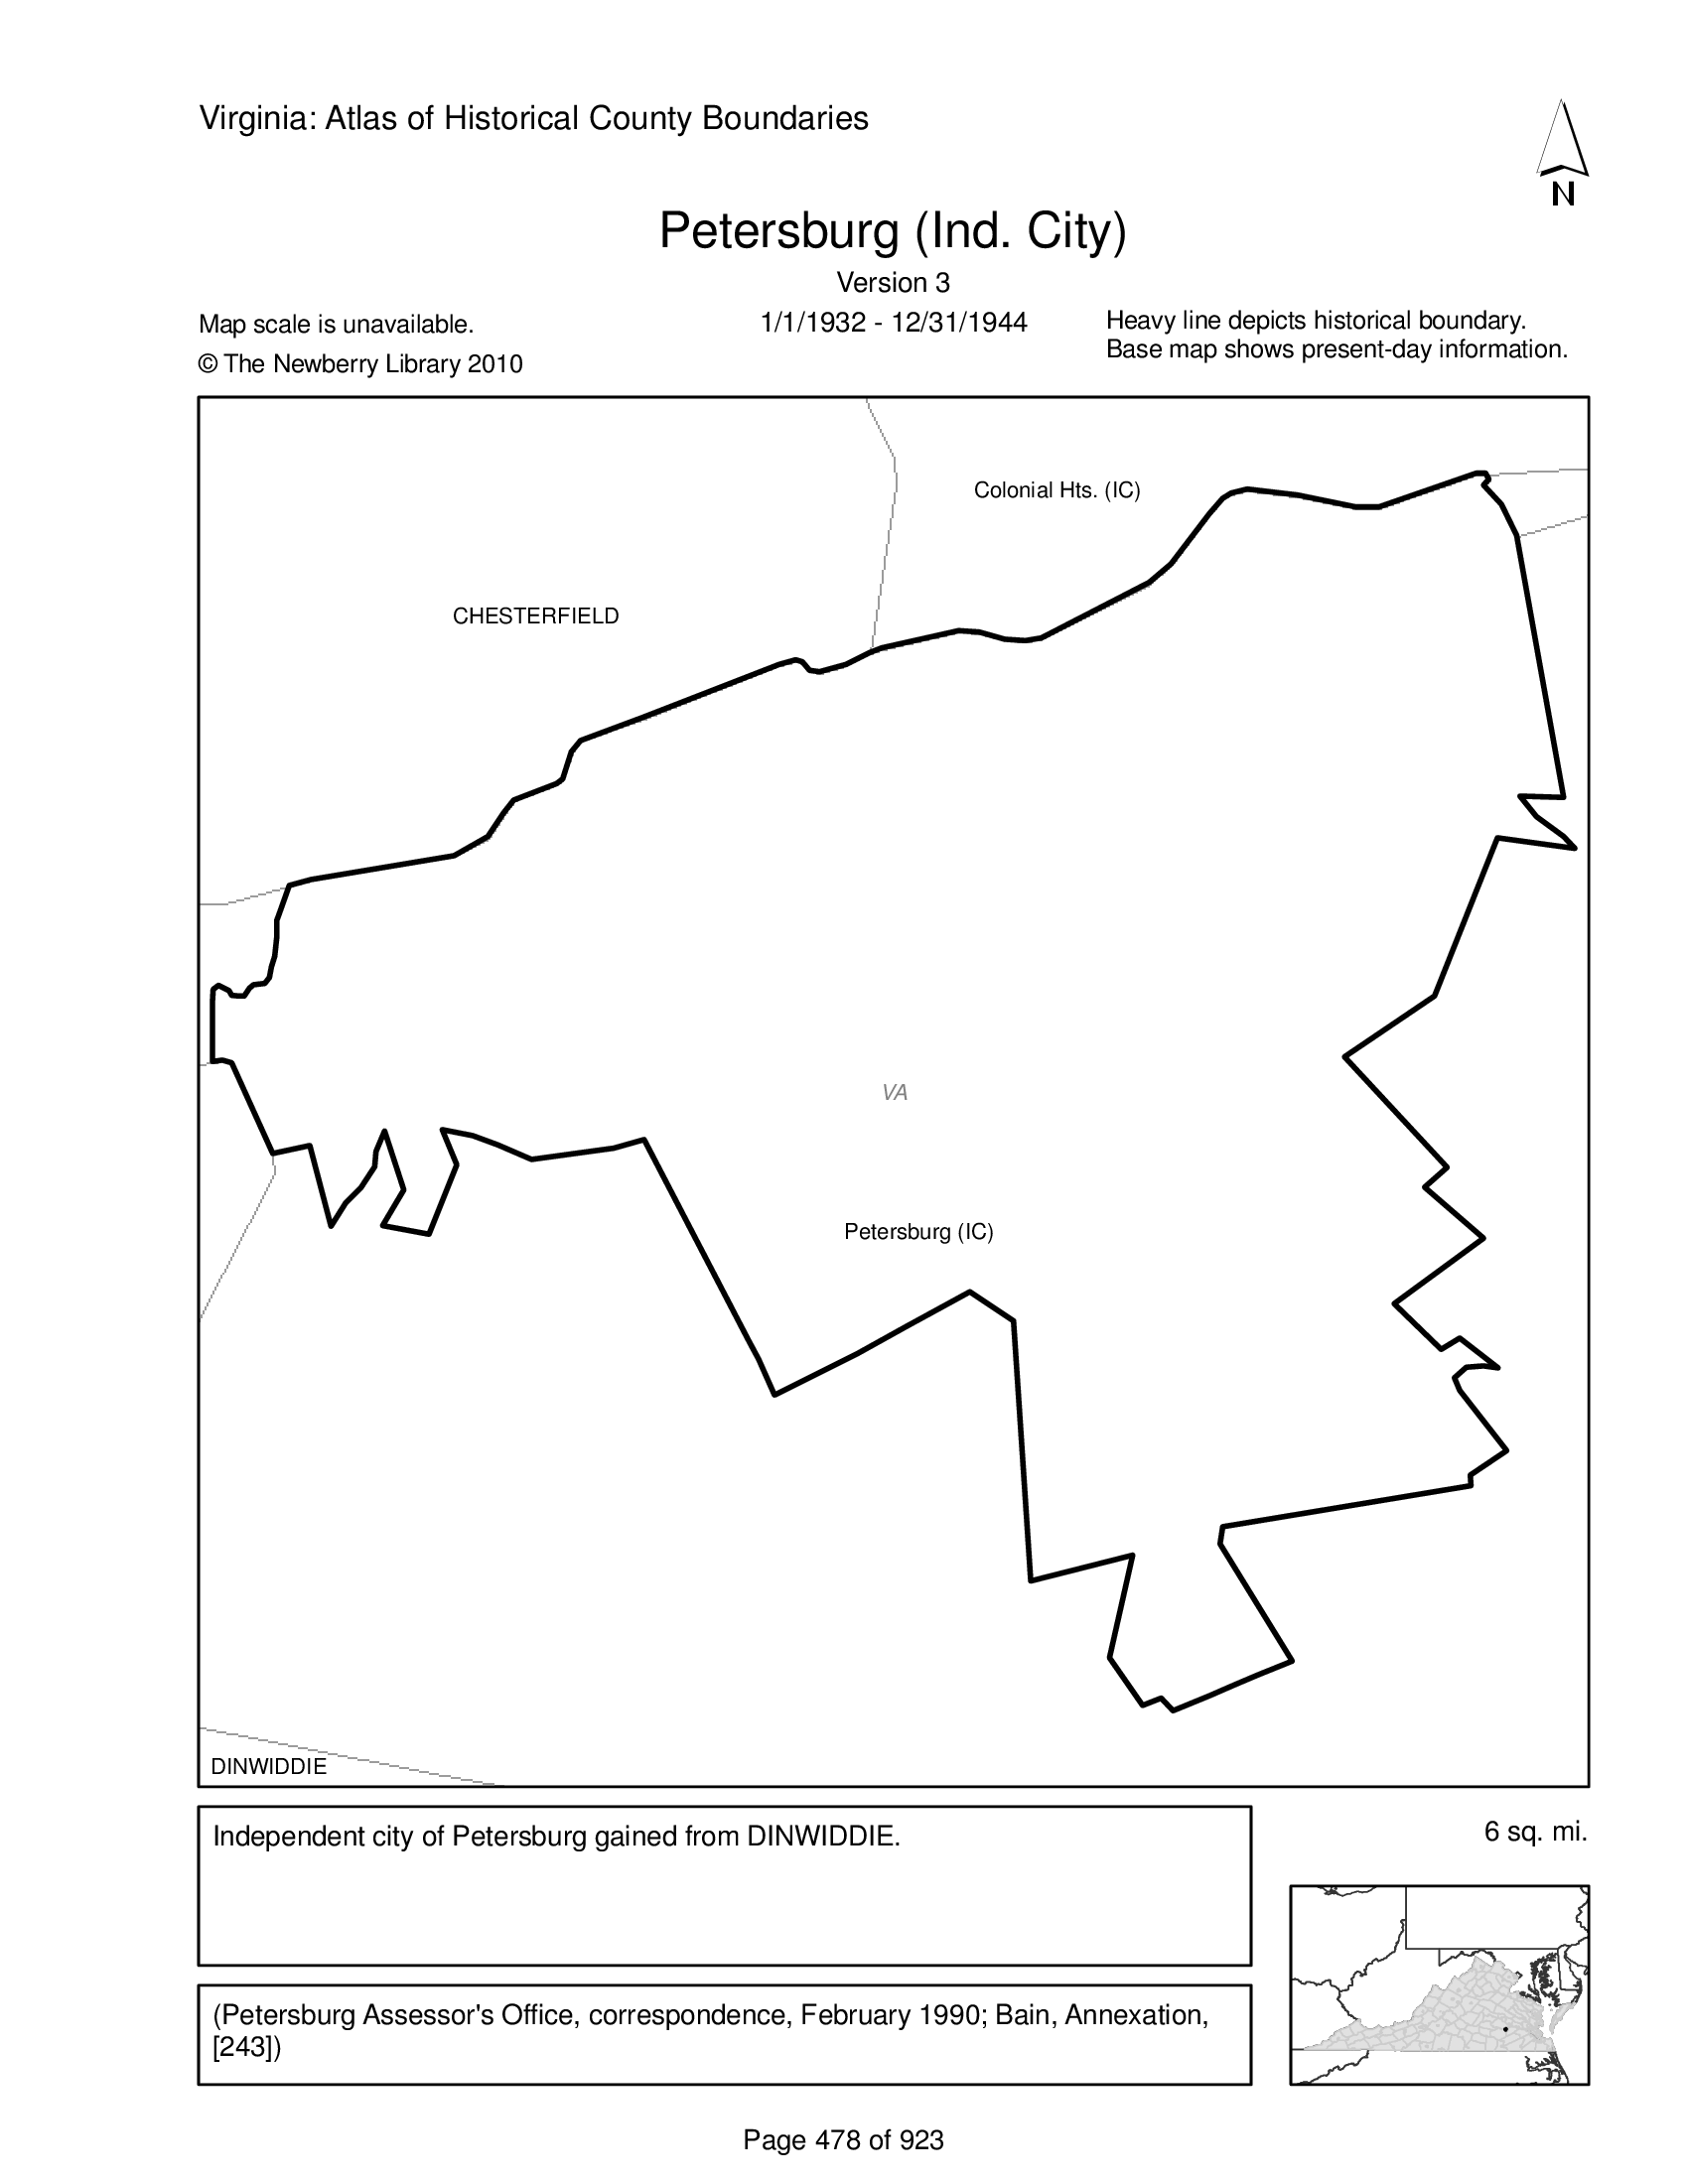 Virginia: Atlas of Historical County Boundaries
N
Petersburg (Ind. City)
Version 3
Map scale is unavailable.
1/1/1932 - 12/31/1944
Heavy line depicts historical boundary.
© The Newberry Library 2010
Base map shows present-day information.
Colonial Hts. (IC)
CHESTERFIELD
VA
Petersburg (IC)
DINWIDDIE
Independent city of Petersburg gained from DINWIDDIE.
6 sq. mi.
(Petersburg Assessor's Office, correspondence, February 1990; Bain, Annexation,
[243])
Page 478 of 923